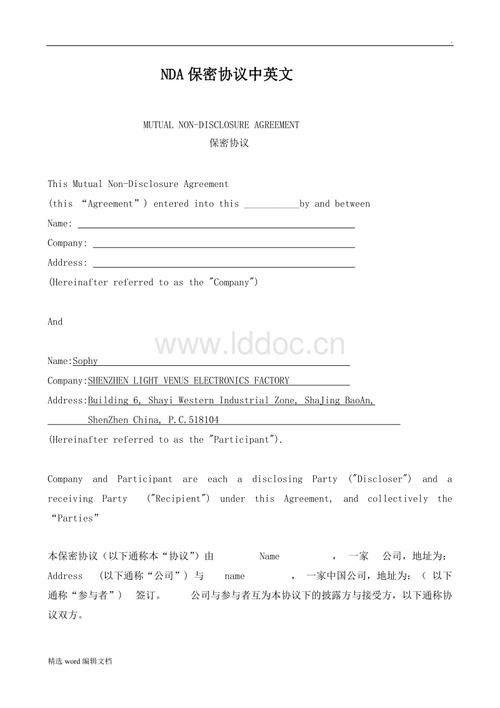 NDA 保密协议中英文
MUTUAL NON-DISCLOSURE AGREEMENT
保密协议
This Mutual Non-Disclosure Agreement
(this “Agreement”) entered into this ___________by and between
Name:
Company:
Address:
(Hereinafter referred to as the "Company")
And
www.lddoc.cn
Name:Sophy
Company:SHENZHEN LIGHT VENUS ELECTRONICS FACTORY
Address:Building 6, Shayi Western Industrial Zone, ShaJing BaoAn,
ShenZhen China, P.C.518104
(Hereinafter referred to as the "Participant").
Company and Participant are each a disclosing Party ("Discloser") and a
receiving Party ("Recipient") under this Agreement, and collectively the
“Parties”
本保密协议（以下通称本“协议”）由 Name ， 一家 公司，地址为：
Address (以下通称“公司”) 与 name ， 一家中国公司，地址为：（ 以下
通称“参与者”） 签订。 公司与参与者互为本协议下的披露方与接受方，以下通称协
议双方。
精选 word 编辑文档